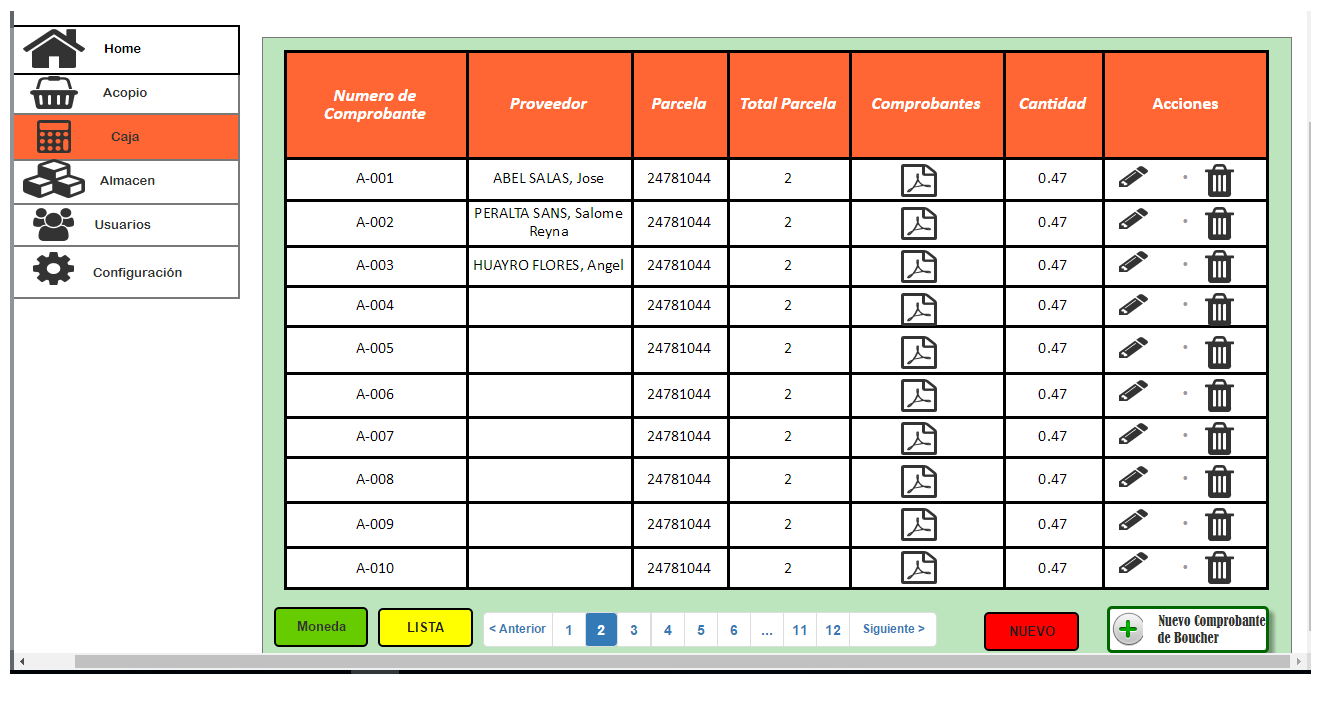 Home
Acopio
Caja
Almacen
Usuarios
Configuración
Numero de
Comprobante
Proveedor
Parcela
Total Parcela
Comprobantes
Cantidad
Acciones
A-001 ABEL SALAS, Jose 24781044 2 0.47
A-002 PERALTA SANS, Salome Reyna 24781044 2 0.47
A-003 HUAYRO FLORES, Angel 24781044 2 0.47
A-004 24781044 2 0.47
A-005 24781044 2 0.47
A-006 24781044 2 0.47
A-007 24781044 2 0.47
A-008 24781044 2 0.47
A-009 24781044 2 0.47
A-010 24781044 2 0.47
Moneda
LISTA
< Anterior 1 2 3 4 5 6 ... 11 12 Siguiente >
NUEVO
Nuevo Comprobante
de Boucher